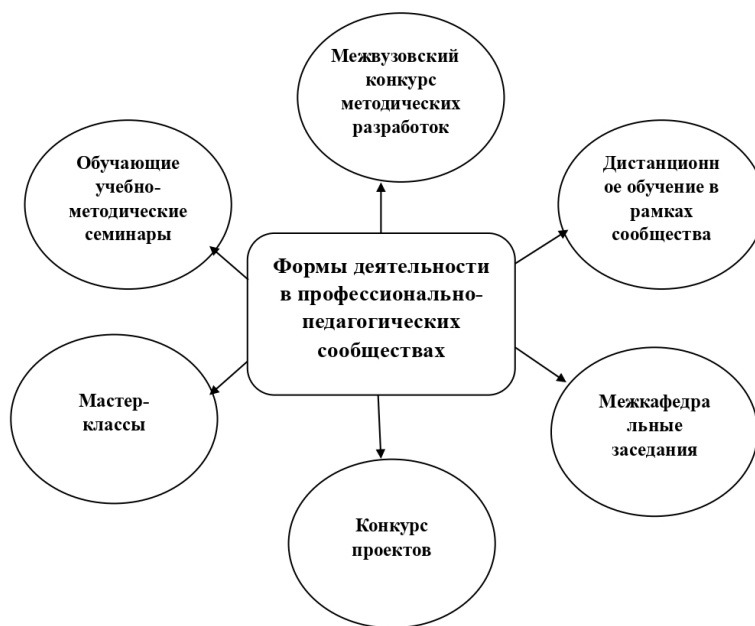 Межвузовский
конкурс
методических
разработок
Обучающие
учебно-
методические
семинары
Дистанционн
ое обучение в
рамках
сообщества
Формы деятельности
в профессионально-
педагогических
сообществах
Мастер-
классы
Межкафедра
льные
заседания
Конкурс
проектов